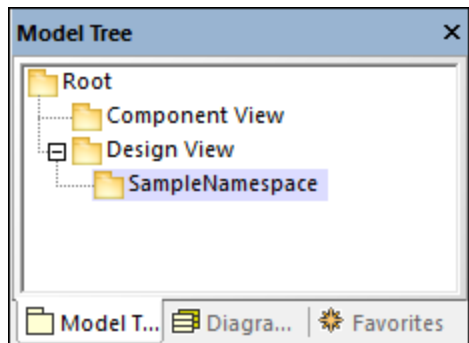 Model Tree
Root
Component View
Design View
SampleNamespace
Model T... Diagra... Favorites